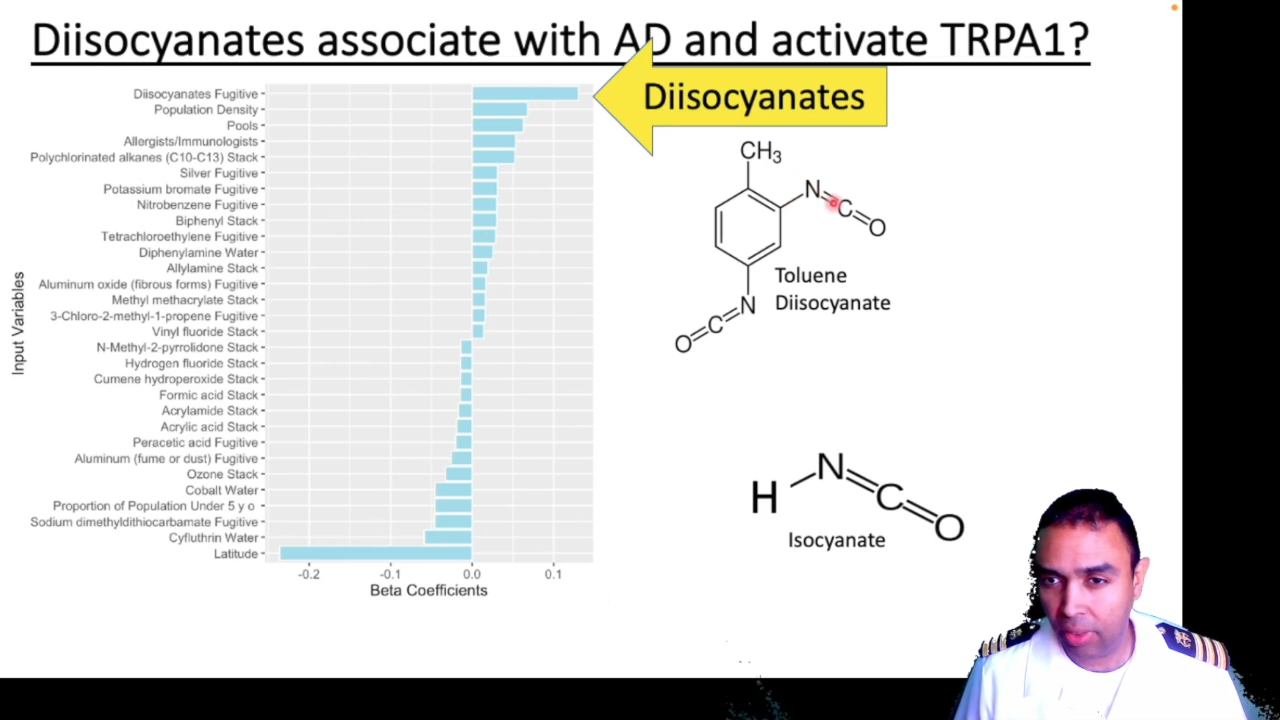 Diisocyanates associate with AD and activate TRPA1?
Diisocyanates
Diisocyanates Fugitive
Population Density
Pools
Allergists/Immunologists
Polychlorinated alkanes (C10-C13) Stack
Silver Fugitive
Potassium bromate Fugitive
Nitrobenzene Fugitive
Biphenyl Stack
Tetrachloroethylene Fugitive
Diphenylamine Water
Allylamine Stack
Aluminum oxide (fibrous forms) Fugitive
Methyl methacrylate Stack
3-Chloro-2-methyl-1-propene Fugitive
Vinyl fluoride Stack
N-Methyl-2-pyrrolidone Stack
Hydrogen fluoride Stack
Cumene hydroperoxide Stack
Formic acid Stack
Acrylamide Stack
Acrylic acid Stack
Peracetic acid Fugitive
Aluminum (fume or dust) Fugitive
Ozone Stack
Cobalt Water
Proportion of Population Under 5 y o
Sodium dimethyldithiocarbamate Fugitive
Cyfluthrin Water
Latitude
Input Variables
-0.2 -0.1 0.0 0.1
Beta Coefficients
CH3
N C O
Toluene
Diisocyanate
O C N
H N C O
Isocyanate